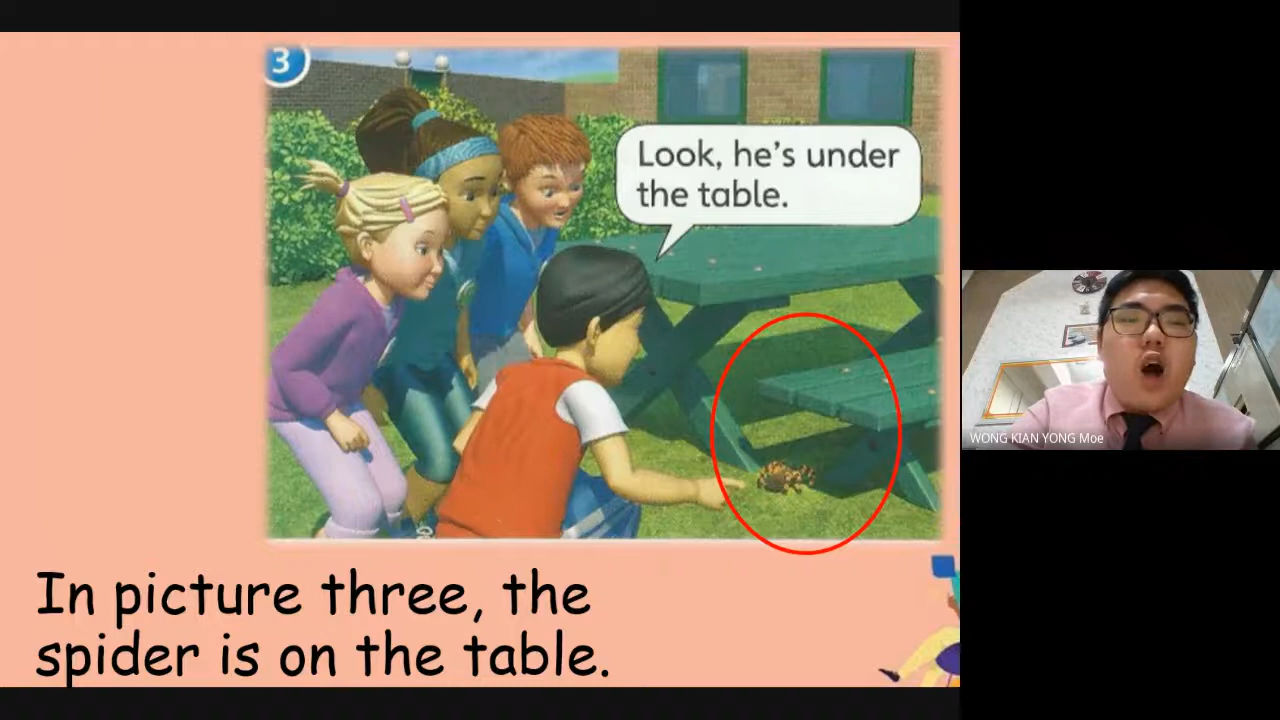 3
Look, he's under
the table.
In picture three, the
spider is on the table.
WONG KIAN YONG Moe